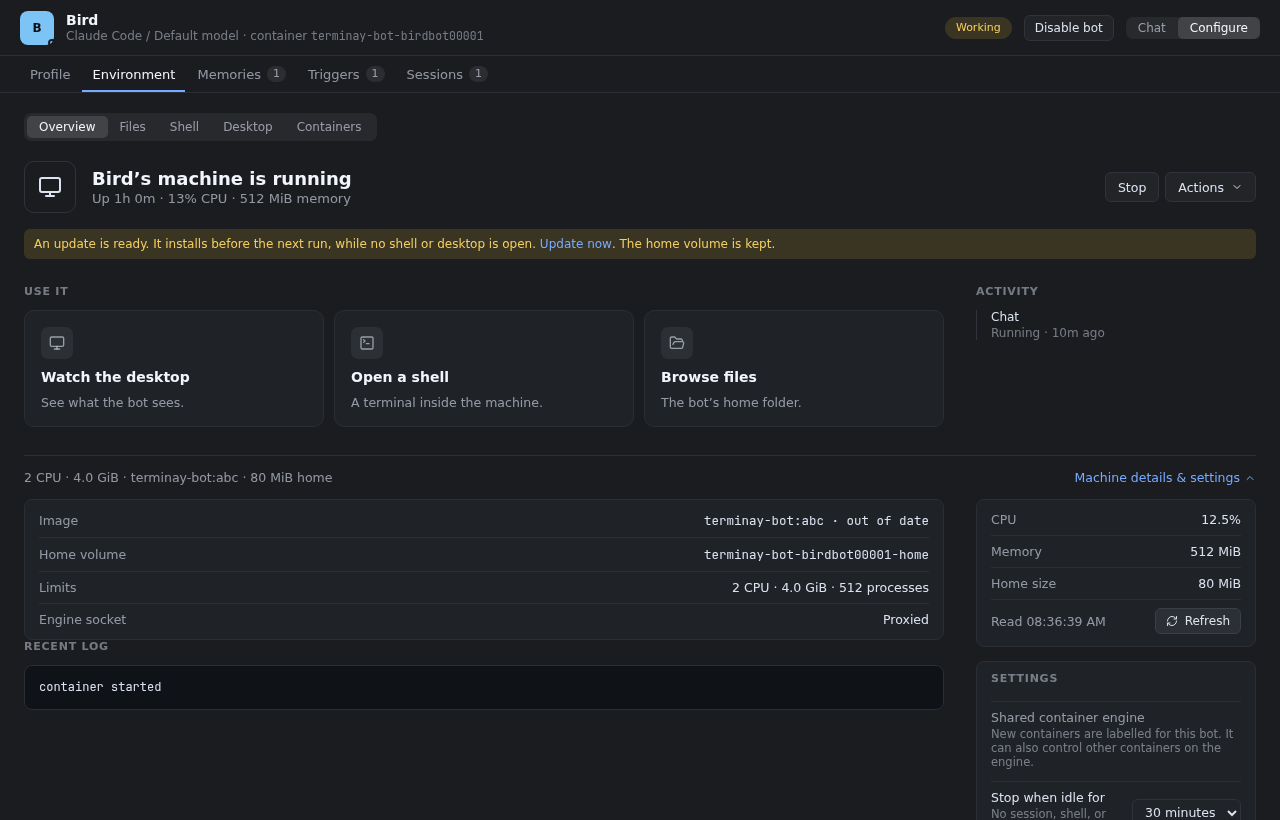 B
Bird
Claude Code / Default model · container terminay-bot-birdbot00001
Working
Disable bot
Chat
Configure
Profile
Environment
Memories 1
Triggers 1
Sessions 1
Overview
Files
Shell
Desktop
Containers
Bird’s machine is running
Up 1h 0m · 13% CPU · 512 MiB memory
Stop
Actions
An update is ready. It installs before the next run, while no shell or desktop is open. Update now. The home volume is kept.
USE IT
Watch the desktop
See what the bot sees.
Open a shell
A terminal inside the machine.
Browse files
The bot’s home folder.
ACTIVITY
Chat
Running · 10m ago
2 CPU · 4.0 GiB · terminay-bot:abc · 80 MiB home
Machine details & settings
Image terminay-bot:abc · out of date
Home volume terminay-bot-birdbot00001-home
Limits 2 CPU · 4.0 GiB · 512 processes
Engine socket Proxied
RECENT LOG
container started
CPU 12.5%
Memory 512 MiB
Home size 80 MiB
Read 08:36:39 AM
Refresh
SETTINGS
Shared container engine
New containers are labelled for this bot. It
can also control other containers on the
engine.
Stop when idle for
No session, shell, or
30 minutes